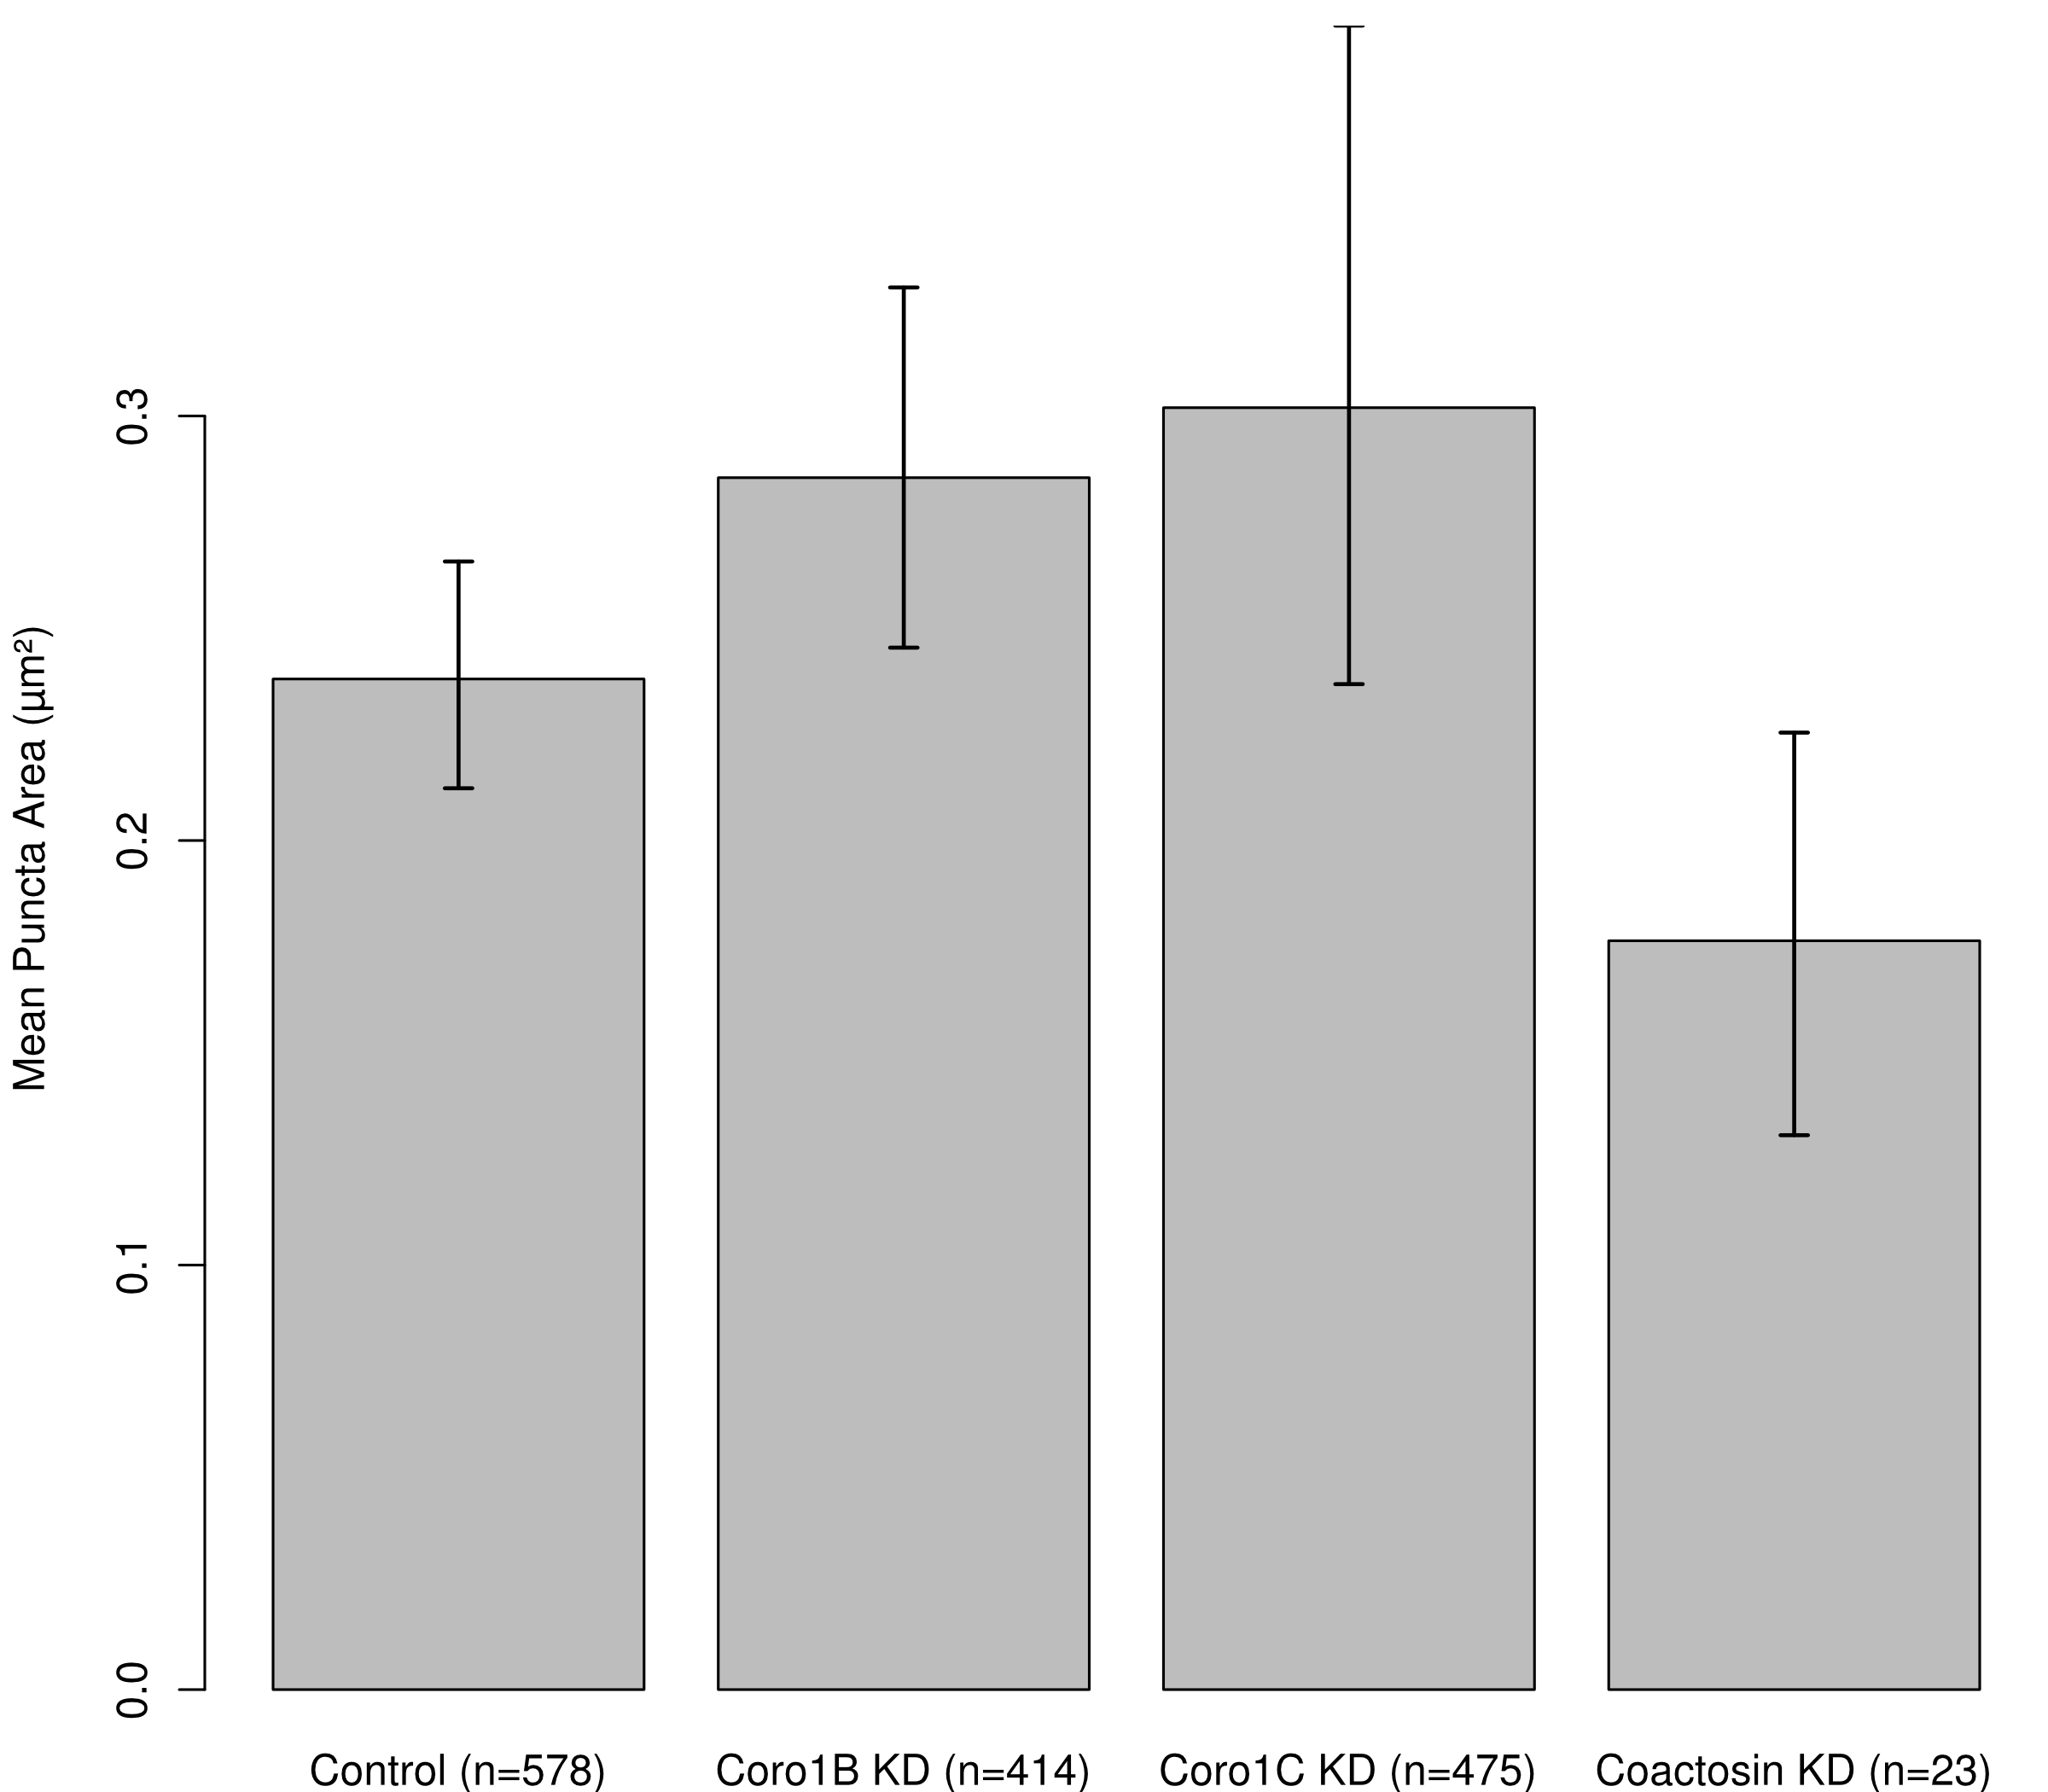 Mean Puncta Area (µm²)
0.3
0.2
0.1
0.0
Control (n=578)
Coro1B KD (n=414)
Coro1C KD (n=475)
Coactosin KD (n=23)